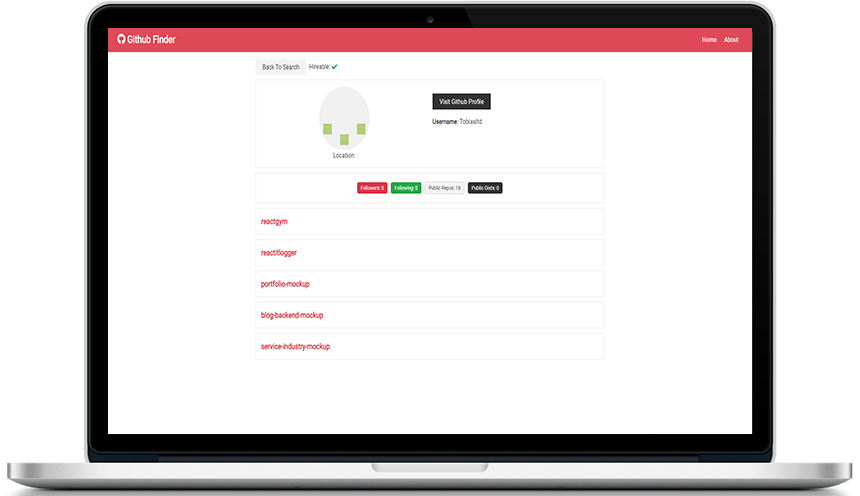 Github Finder
Home About
Back To Search Hireable:
Visit Github Profile
Username: Tobiasltd
Location:
Followers: 0 Following: 0 Public Repos: 18 Public Gists: 0
reactgym
reactitlogger
portfolio-mockup
blog-backend-mockup
service-industry-mockup